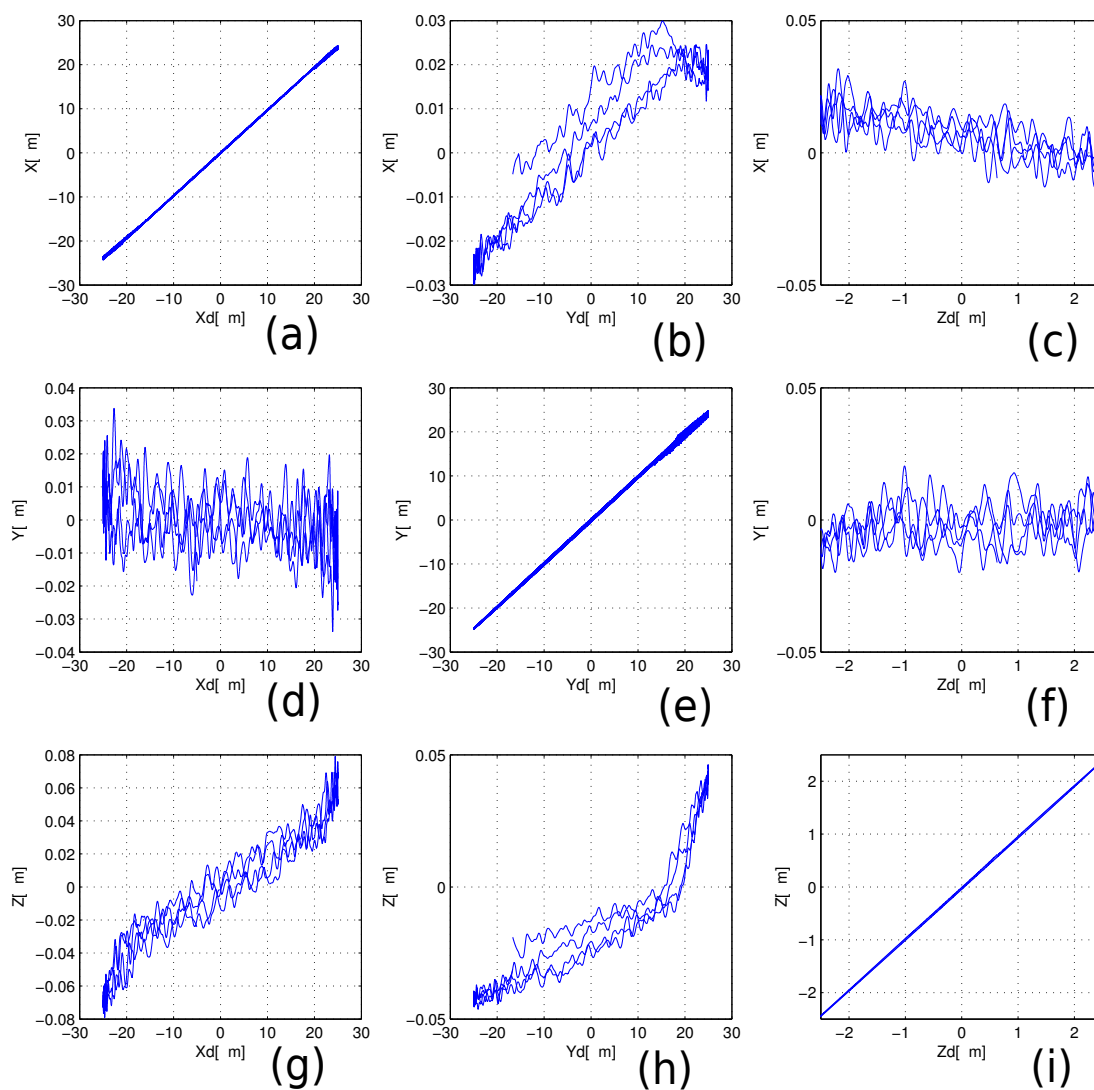 30
20
10
0
−10
−20
−30
X[ m]
−30 −20 −10 0 10 20 30
Xd[ m]
(a)
0.03
0.02
0.01
0
−0.01
−0.02
−0.03
X[ m]
−30 −20 −10 0 10 20 30
Yd[ m]
(b)
0.05
0
−0.05
X[ m]
−2 −1 0 1 2
Zd[ m]
(c)
0.04
0.03
0.02
0.01
0
−0.01
−0.02
−0.03
−0.04
Y[ m]
−30 −20 −10 0 10 20 30
Xd[ m]
(d)
30
20
10
0
−10
−20
−30
Y[ m]
−30 −20 −10 0 10 20 30
Yd[ m]
(e)
0.05
0
−0.05
Y[ m]
−2 −1 0 1 2
Zd[ m]
(f)
0.08
0.06
0.04
0.02
0
−0.02
−0.04
−0.06
−0.08
Z[ m]
−30 −20 −10 0 10 20 30
Xd[ m]
(g)
0.05
0
−0.05
Z[ m]
−30 −20 −10 0 10 20 30
Yd[ m]
(h)
2
1
0
−1
−2
Z[ m]
−2 −1 0 1 2
Zd[ m]
(i)